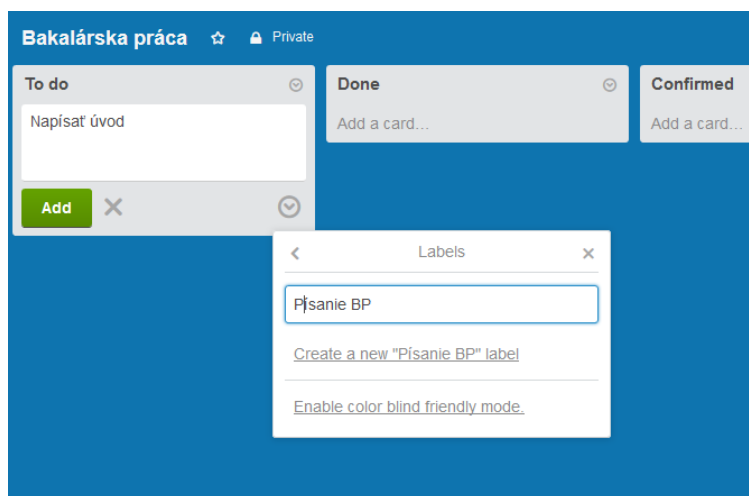 Bakalárska práca Private
To do
Napísať úvod
Add
Done
Add a card...
Confirmed
Add a card...
Labels
Písanie BP
Create a new "Písanie BP" label
Enable color blind friendly mode.